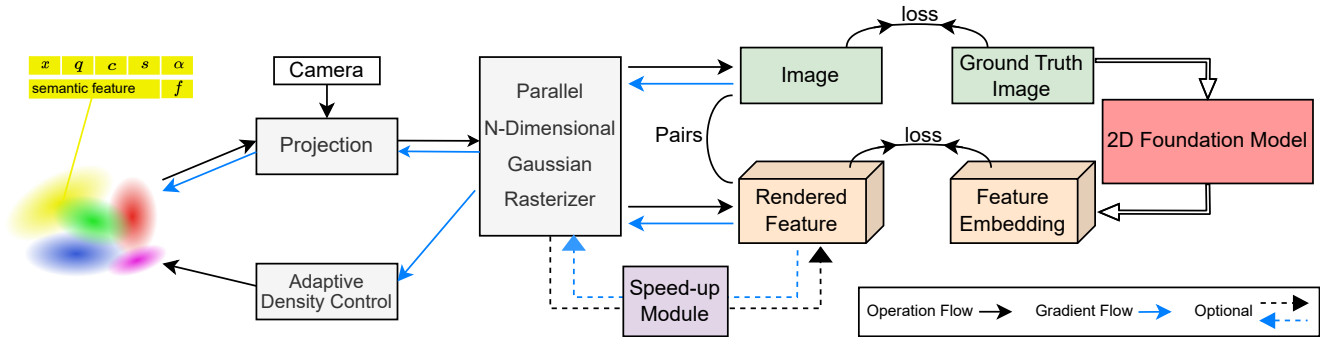 x q c s α
semantic feature f
Camera
Projection
Adaptive
Density Control
Parallel
N-Dimensional
Gaussian
Rasterizer
loss
Image
Ground Truth
Image
2D Foundation Model
Pairs
loss
Rendered
Feature
Feature
Embedding
Speed-up
Module
Operation Flow
Gradient Flow
Optional